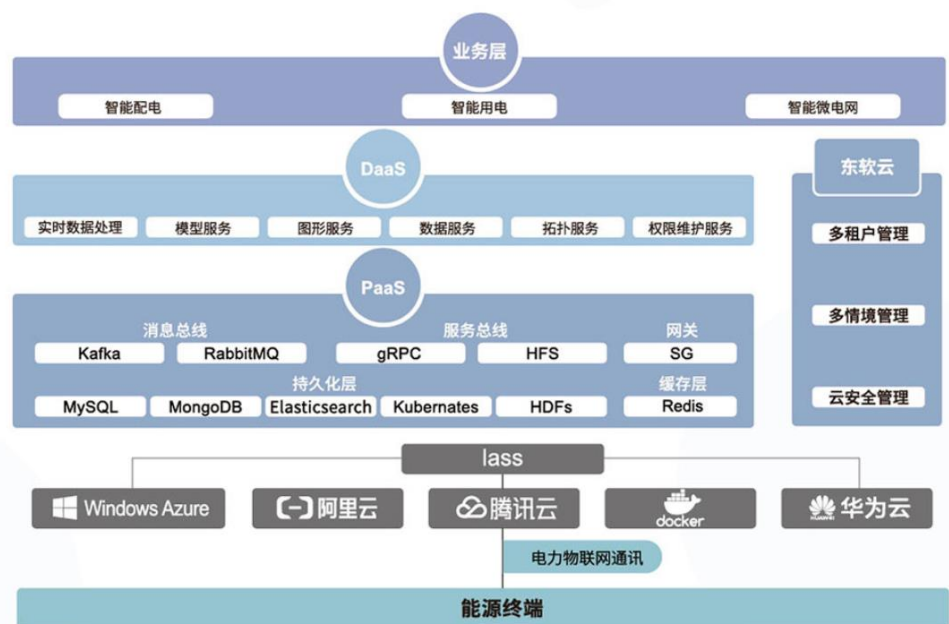 业务层
智能配电 智能用电 智能微电网
DaaS
实时数据处理 模型服务 图形服务 数据服务 拓扑服务 权限维护服务
东软云
多租户管理
多情境管理
云安全管理
PaaS
消息总线 服务总线 网关
Kafka RabbitMQ gRPC HFS SG
持久化层 缓存层
MySQL MongoDB Elasticsearch Kubernates HDFs Redis
lass
Windows Azure 阿里云 腾讯云 docker HUAWEI 华为云
电力物联网通讯
能源终端